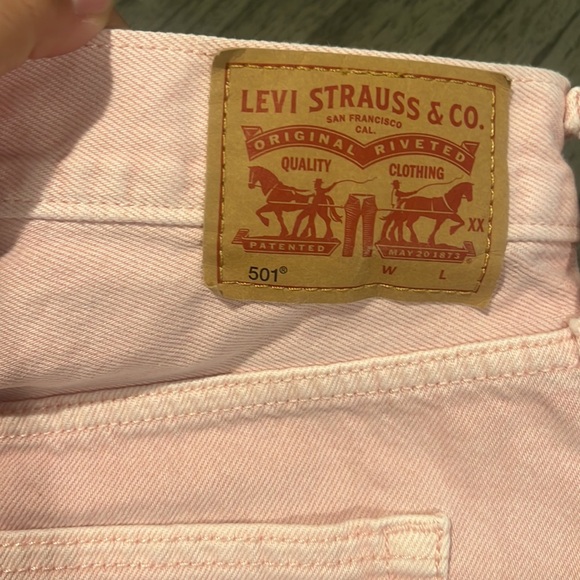 LEVI STRAUSS & CO.
SAN FRANCISCO
CAL.
ORIGINAL RIVETED
QUALITY CLOTHING
XX
PATENTED MAY 20 1873
501® W L